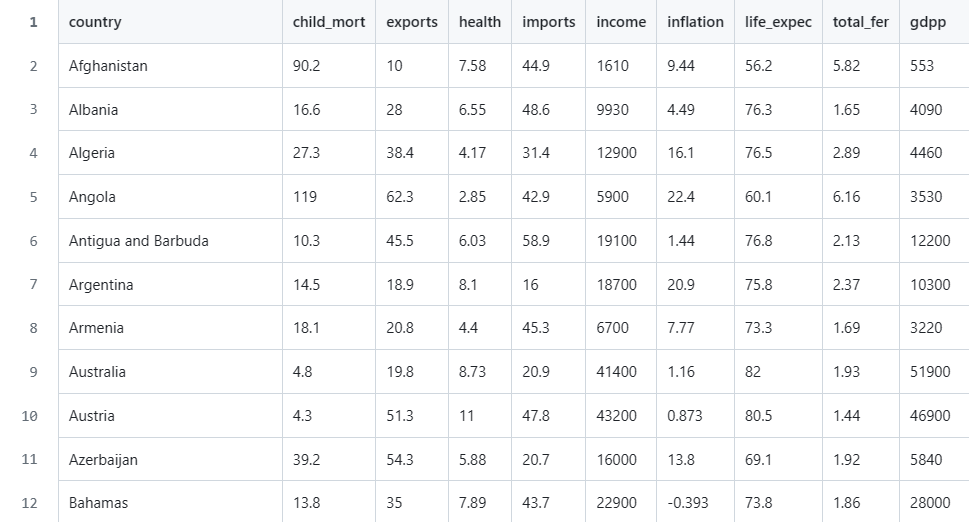 1 country child_mort exports health imports income inflation life_expec total_fer gdpp
2 Afghanistan 90.2 10 7.58 44.9 1610 9.44 56.2 5.82 553
3 Albania 16.6 28 6.55 48.6 9930 4.49 76.3 1.65 4090
4 Algeria 27.3 38.4 4.17 31.4 12900 16.1 76.5 2.89 4460
5 Angola 119 62.3 2.85 42.9 5900 22.4 60.1 6.16 3530
6 Antigua and Barbuda 10.3 45.5 6.03 58.9 19100 1.44 76.8 2.13 12200
7 Argentina 14.5 18.9 8.1 16 18700 20.9 75.8 2.37 10300
8 Armenia 18.1 20.8 4.4 45.3 6700 7.77 73.3 1.69 3220
9 Australia 4.8 19.8 8.73 20.9 41400 1.16 82 1.93 51900
10 Austria 4.3 51.3 11 47.8 43200 0.873 80.5 1.44 46900
11 Azerbaijan 39.2 54.3 5.88 20.7 16000 13.8 69.1 1.92 5840
12 Bahamas 13.8 35 7.89 43.7 22900 -0.393 73.8 1.86 28000